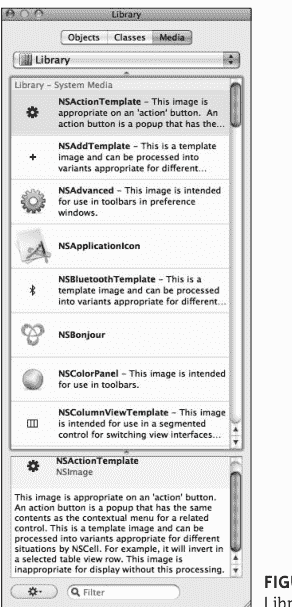 Library
Objects Classes Media
Library
Library – System Media
NSActionTemplate – This image is
appropriate on an 'action' button. An
action button is a popup that has the...
NSAddTemplate – This is a template
image and can be processed into
variants appropriate for different...
NSAdvanced – This image is intended
for use in toolbars in preference
windows.
NSApplicationIcon
NSBluetoothTemplate – This is a
template image and can be processed
into variants appropriate for different...
NSBonjour
NSColorPanel – This image is intended
for use in toolbars.
NSColumnViewTemplate – This image
is intended for use in a segmented
control for switching view interfaces...
NSActionTemplate
NSImage
This image is appropriate on an 'action' button.
An action button is a popup that has the same
contents as the contextual menu for a related
control. This is a template image and can be
processed into variants appropriate for different
situations by NSCell. For example, it will invert in
a selected table view row. This image is
inappropriate for display without this processing.
Filter
FIGU
Libr